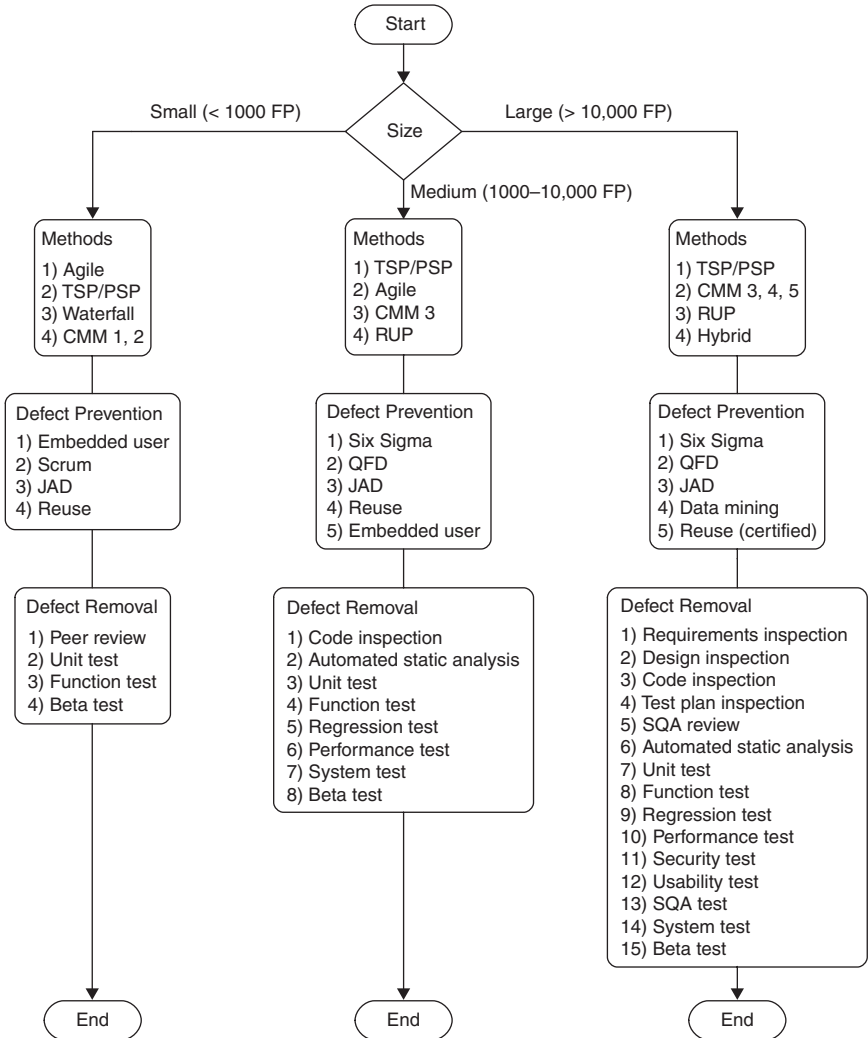 Start
Size
Small (< 1000 FP)
Large (> 10,000 FP)
Medium (1000–10,000 FP)
Methods
1) Agile
2) TSP/PSP
3) Waterfall
4) CMM 1, 2
Methods
1) TSP/PSP
2) Agile
3) CMM 3
4) RUP
Methods
1) TSP/PSP
2) CMM 3, 4, 5
3) RUP
4) Hybrid
Defect Prevention
1) Embedded user
2) Scrum
3) JAD
4) Reuse
Defect Prevention
1) Six Sigma
2) QFD
3) JAD
4) Reuse
5) Embedded user
Defect Prevention
1) Six Sigma
2) QFD
3) JAD
4) Data mining
5) Reuse (certified)
Defect Removal
1) Peer review
2) Unit test
3) Function test
4) Beta test
Defect Removal
1) Code inspection
2) Automated static analysis
3) Unit test
4) Function test
5) Regression test
6) Performance test
7) System test
8) Beta test
Defect Removal
1) Requirements inspection
2) Design inspection
3) Code inspection
4) Test plan inspection
5) SQA review
6) Automated static analysis
7) Unit test
8) Function test
9) Regression test
10) Performance test
11) Security test
12) Usability test
13) SQA test
14) System test
15) Beta test
End
End
End